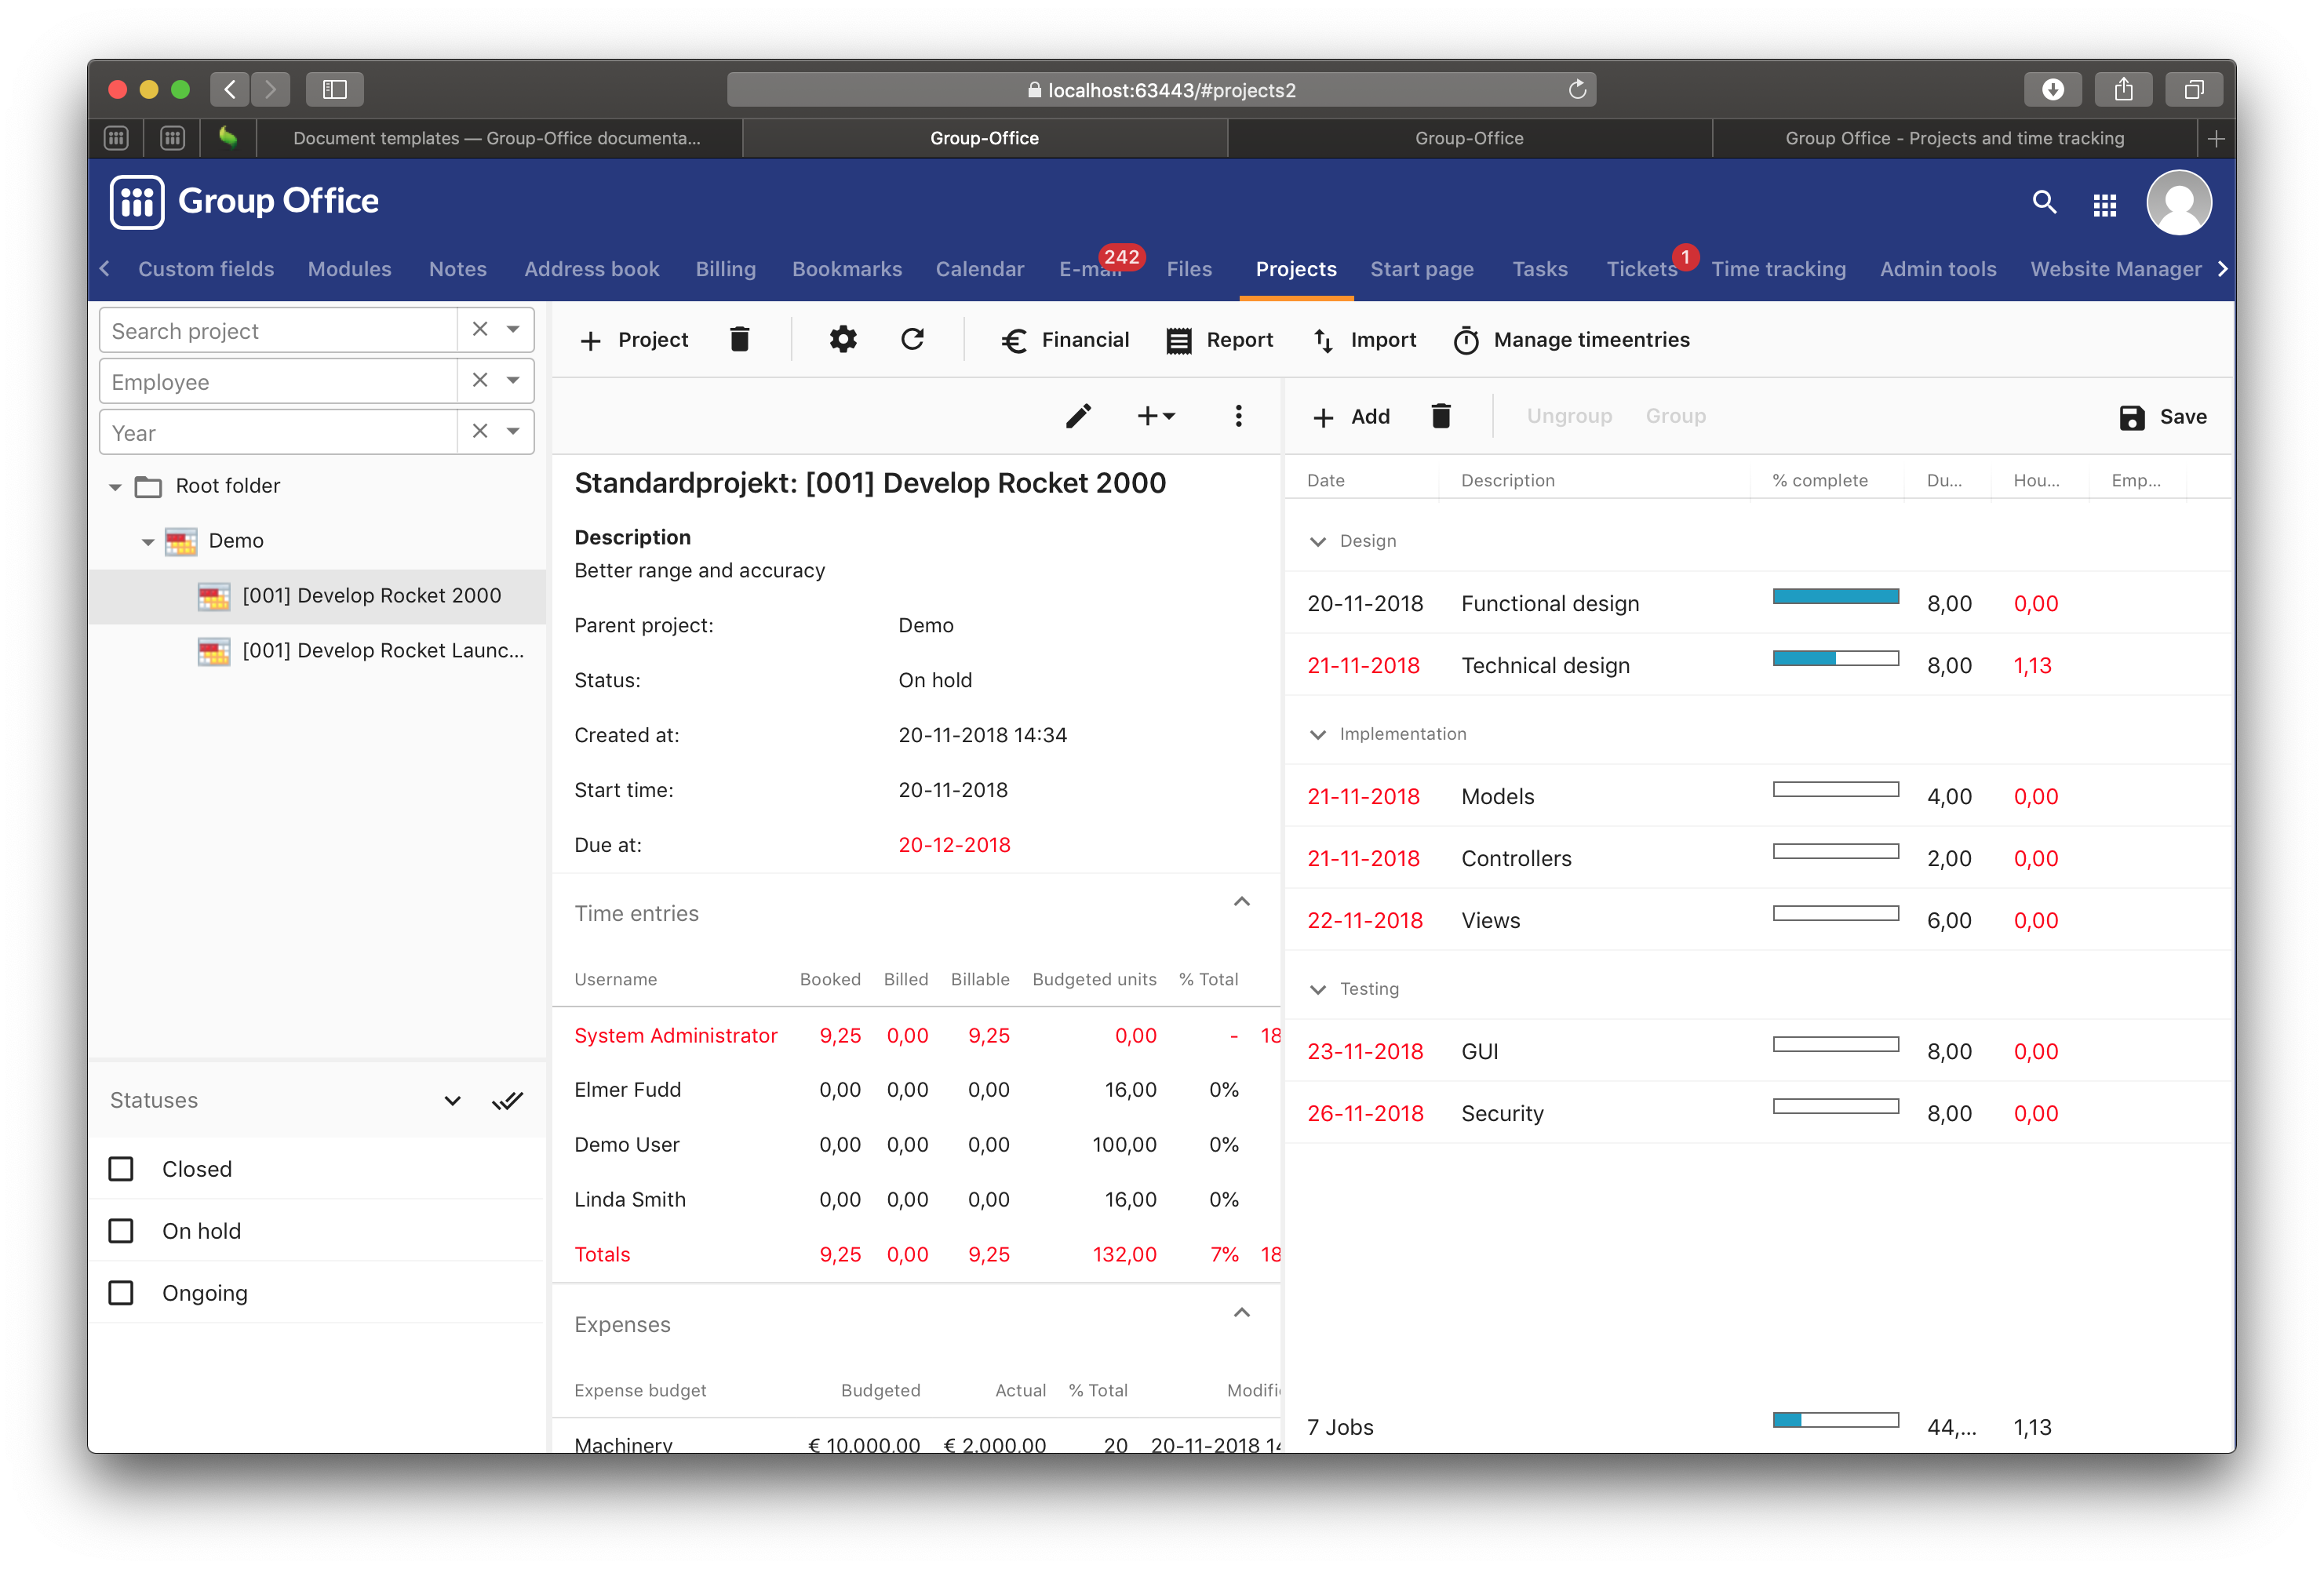 localhost:63443/#projects2
Document templates — Group-Office documenta...
Group-Office
Group-Office
Group Office - Projects and time tracking
Group Office
Custom fields
Modules
Notes
Address book
Billing
Bookmarks
Calendar
E-mail
242
Files
Projects
Start page
Tasks
Tickets
1
Time tracking
Admin tools
Website Manager
Search project
Employee
Year
Root folder
Demo
[001] Develop Rocket 2000
[001] Develop Rocket Launc...
Statuses
Closed
On hold
Ongoing
Project
Financial
Report
Import
Manage timeentries
Standardprojekt: [001] Develop Rocket 2000
Description
Better range and accuracy
Parent project: Demo
Status: On hold
Created at: 20-11-2018 14:34
Start time: 20-11-2018
Due at: 20-12-2018
Time entries
Username Booked Billed Billable Budgeted units % Total
System Administrator 9,25 0,00 9,25 0,00 - 18
Elmer Fudd 0,00 0,00 0,00 16,00 0%
Demo User 0,00 0,00 0,00 100,00 0%
Linda Smith 0,00 0,00 0,00 16,00 0%
Totals 9,25 0,00 9,25 132,00 7% 18
Expenses
Expense budget Budgeted Actual % Total Modifi
Machinery € 10.000,00 € 2.000,00 20 20-11-2018 14
Add
Ungroup
Group
Save
Date Description % complete Du... Hou... Emp...
Design
20-11-2018 Functional design 8,00 0,00
21-11-2018 Technical design 8,00 1,13
Implementation
21-11-2018 Models 4,00 0,00
21-11-2018 Controllers 2,00 0,00
22-11-2018 Views 6,00 0,00
Testing
23-11-2018 GUI 8,00 0,00
26-11-2018 Security 8,00 0,00
7 Jobs 44,... 1,13